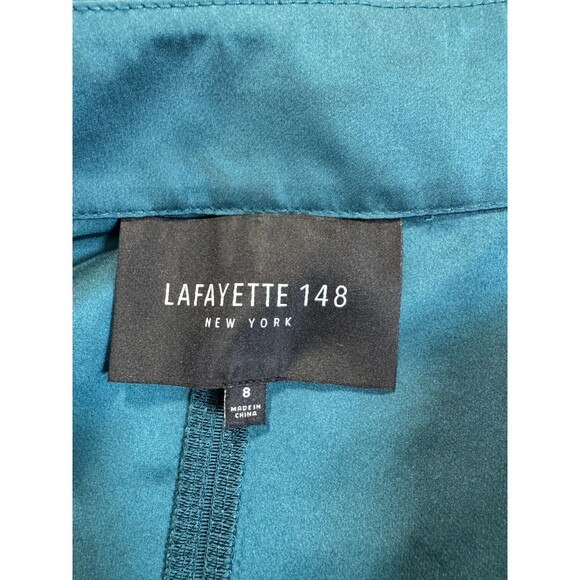 LAFAYETTE 148
NEW YORK
8
MADE IN
CHINA